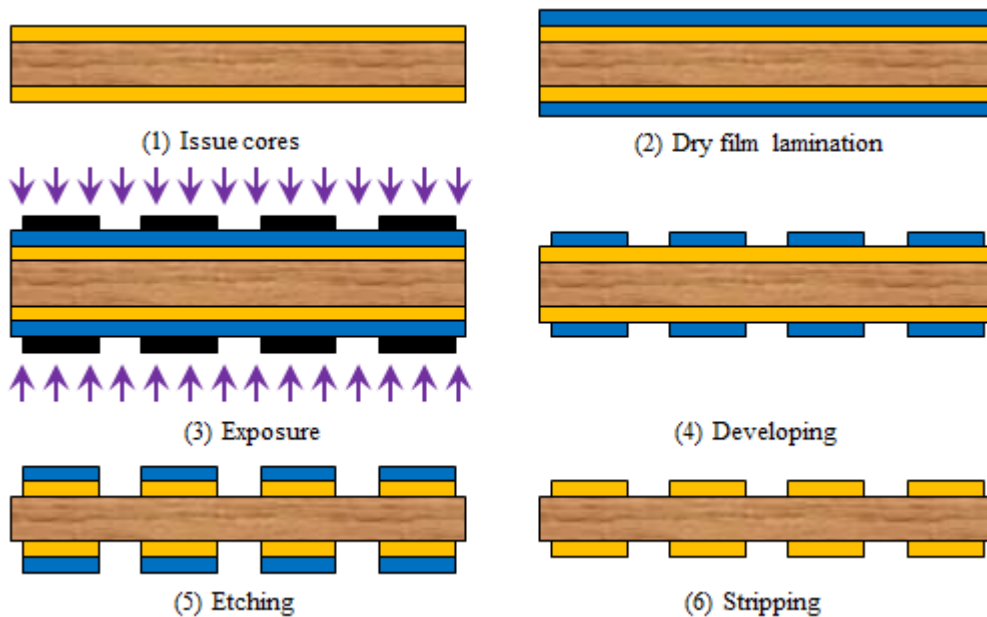 (1) Issue cores
(2) Dry film lamination
(3) Exposure
(4) Developing
(5) Etching
(6) Stripping